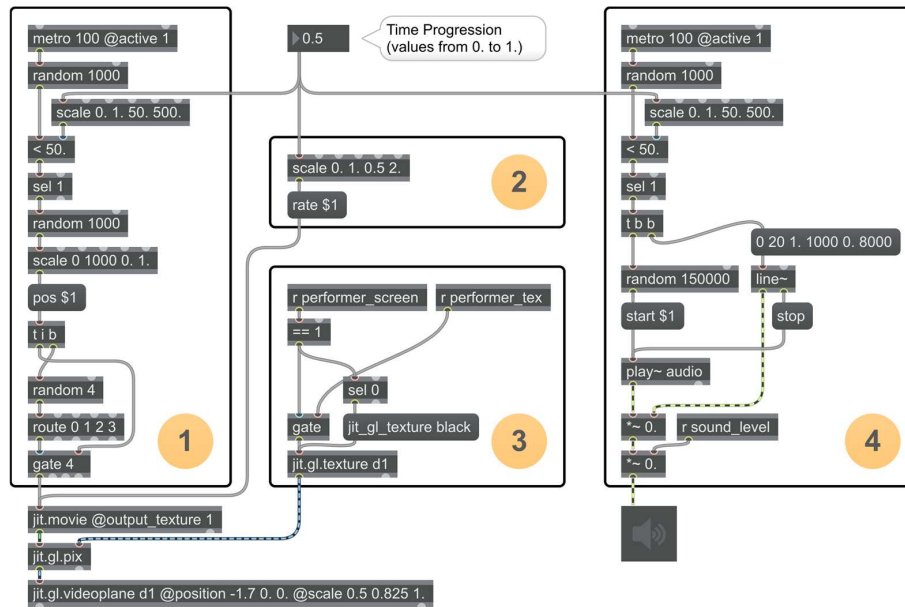 metro 100 @active 1
random 1000
scale 0. 1. 50. 500.
< 50.
sel 1
random 1000
scale 0 1000 0. 1.
pos $1
t i b
random 4
route 0 1 2 3
gate 4
1
jit.movie @output_texture 1
jit.gl.pix
jit.gl.videoplane d1 @position -1.7 0. 0. @scale 0.5 0.825 1.
0.5
Time Progression
(values from 0. to 1.)
scale 0. 1. 0.5 2.
rate $1
2
r performer_screen
r performer_tex
== 1
sel 0
gate
jit_gl_texture black
jit.gl.texture d1
3
metro 100 @active 1
random 1000
scale 0. 1. 50. 500.
< 50.
sel 1
t b b
0 20 1. 1000 0. 8000
random 150000
line~
start $1
stop
play~ audio
*~ 0.
r sound_level
*~ 0.
4